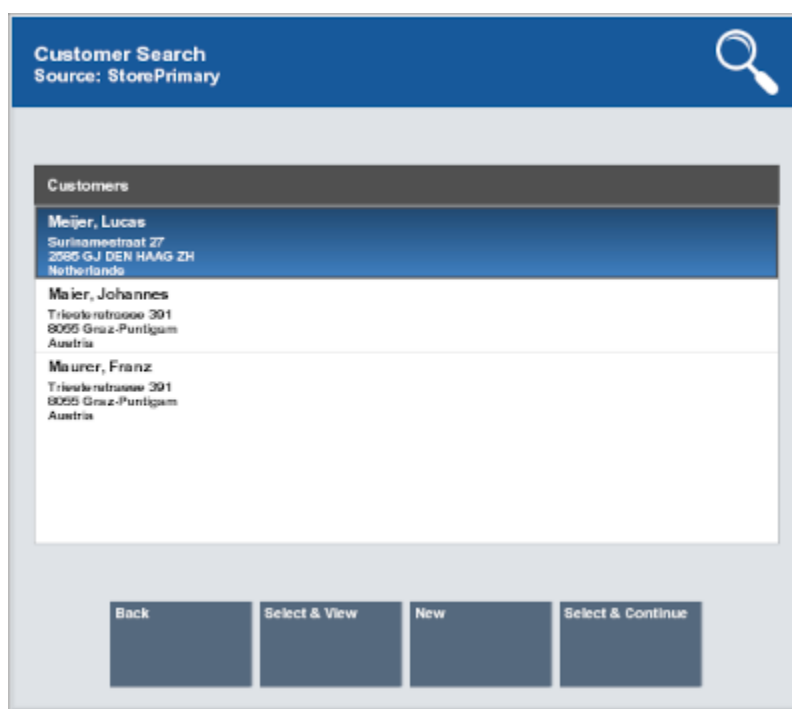 Customer Search
Source: StorePrimary
Customers
Meijer, Lucas
Surinamestraat 27
2585 GJ DEN HAAG ZH
Netherlands
Maier, Johannes
Triesterstrasse 391
8055 Graz-Puntigam
Austria
Maurer, Franz
Triesterstrasse 391
8055 Graz-Puntigam
Austria
Back
Select & View
New
Select & Continue